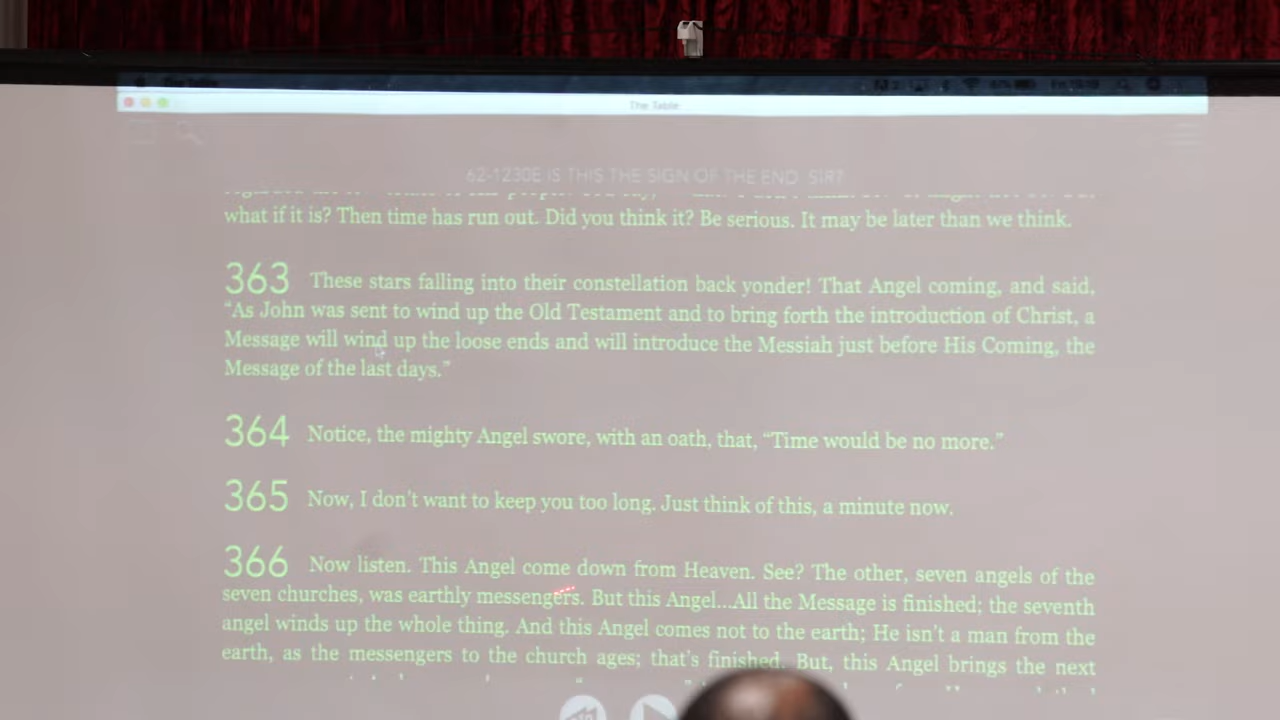 The Table
The Table
62-1230E IS THIS THE SIGN OF THE END, SIR?
what if it is? Then time has run out. Did you think it? Be serious. It may be later than we think.
363 These stars falling into their constellation back yonder! That Angel coming, and said,
“As John was sent to wind up the Old Testament and to bring forth the introduction of Christ, a
Message will wind up the loose ends and will introduce the Messiah just before His Coming, the
Message of the last days.”
364 Notice, the mighty Angel swore, with an oath, that, “Time would be no more.”
365 Now, I don’t want to keep you too long. Just think of this, a minute now.
366 Now listen. This Angel come down from Heaven. See? The other, seven angels of the
seven churches, was earthly messengers. But this Angel...All the Message is finished; the seventh
angel winds up the whole thing. And this Angel comes not to the earth; He isn’t a man from the
earth, as the messengers to the church ages; that’s finished. But, this Angel brings the next